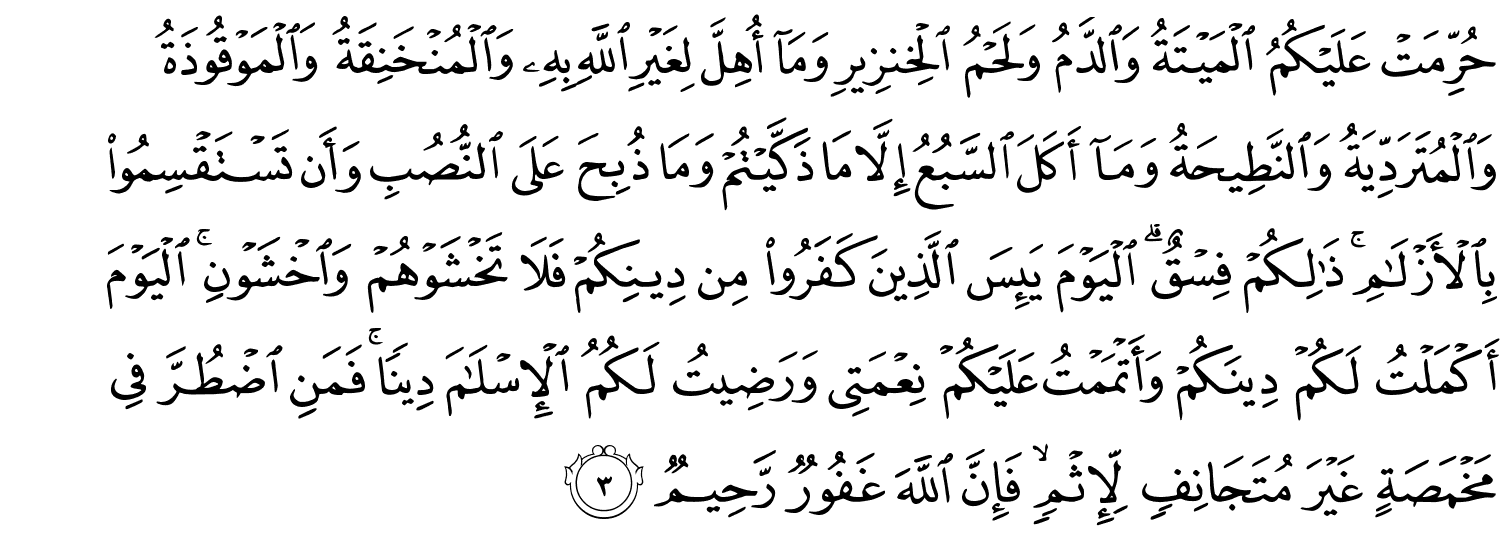 حُرِّمَتْ عَلَيْكُمُ ٱلْمَيْتَةُ وَٱلدَّمُ وَلَحْمُ ٱلْخِنزِيرِ وَمَآ أُهِلَّ لِغَيْرِ ٱللَّهِ بِهِۦ وَٱلْمُنْخَنِقَةُ وَٱلْمَوْقُوذَةُ
وَٱلْمُتَرَدِّيَةُ وَٱلنَّطِيحَةُ وَمَآ أَكَلَ ٱلسَّبُعُ إِلَّا مَا ذَكَّيْتُمْ وَمَا ذُبِحَ عَلَى ٱلنُّصُبِ وَأَن تَسْتَقْسِمُوا۟
بِٱلْأَزْلَـٰمِ ۚ ذَٰلِكُمْ فِسْقٌ ۗ ٱلْيَوْمَ يَئِسَ ٱلَّذِينَ كَفَرُوا۟ مِن دِينِكُمْ فَلَا تَخْشَوْهُمْ وَٱخْشَوْنِ ۚ ٱلْيَوْمَ
أَكْمَلْتُ لَكُمْ دِينَكُمْ وَأَتْمَمْتُ عَلَيْكُمْ نِعْمَتِى وَرَضِيتُ لَكُمُ ٱلْإِسْلَـٰمَ دِينًا ۚ فَمَنِ ٱضْطُرَّ فِى
مَخْمَصَةٍ غَيْرَ مُتَجَانِفٍ لِّإِثْمٍ ۙ فَإِنَّ ٱللَّهَ غَفُورٌ رَّحِيمٌ ٣